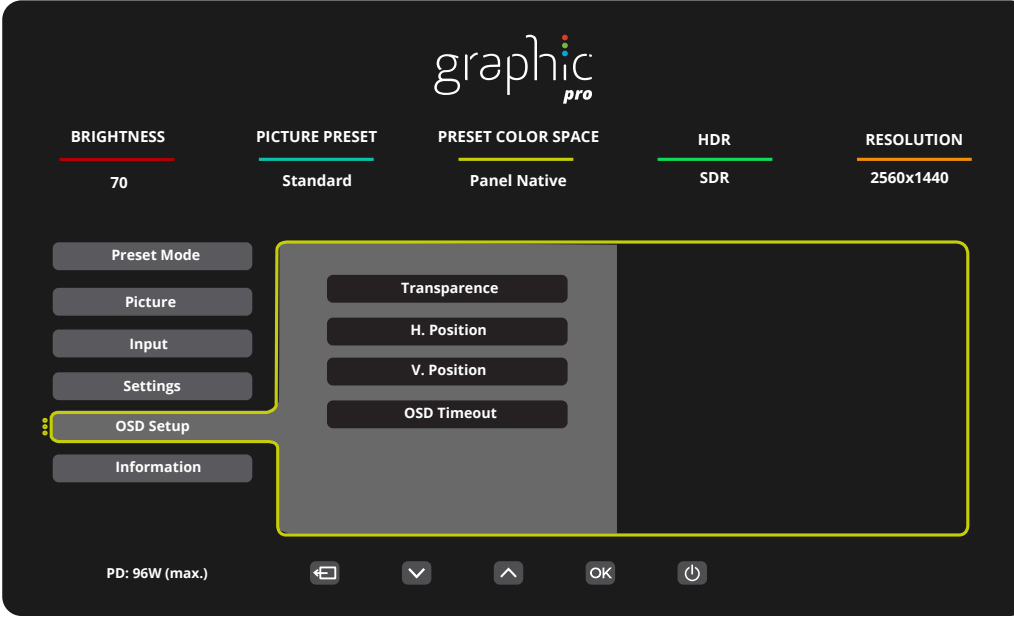 graphic
pro
BRIGHTNESS PICTURE PRESET PRESET COLOR SPACE HDR RESOLUTION
70 Standard Panel Native SDR 2560x1440
Preset Mode
Picture
Input
Settings
OSD Setup
Information
Transparence
H. Position
V. Position
OSD Timeout
PD: 96W (max.) OK